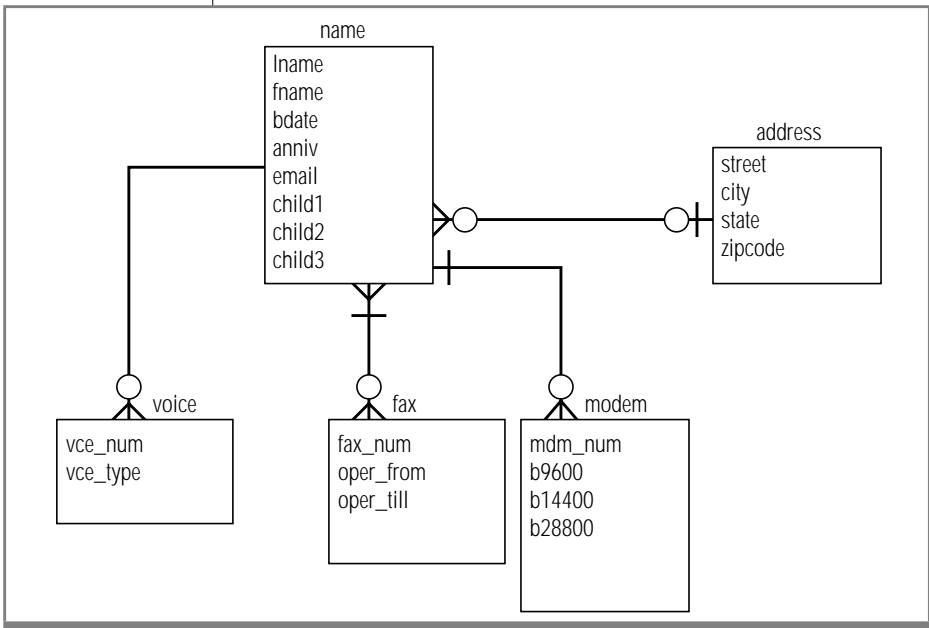 name
lname
fname
bdate
anniv
email
child1
child2
child3
address
street
city
state
zipcode
voice
vce_num
vce_type
fax
fax_num
oper_from
oper_till
modem
mdm_num
b9600
b14400
b28800